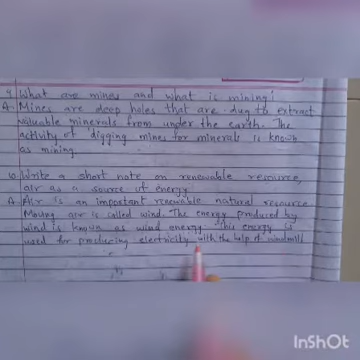 9. What are mines and what is mining?
A. Mines are deep holes that are dug to extract
valuable minerals from under the earth. The
activity of digging mines for minerals is known
as mining.
Write a short note on renewable resource,
air as a source of energy.
A. Air is an important renewable natural resource.
Moving air is called wind. The energy produced by
wind is known as wind energy. This energy is
used for producing electricity with the help of windmill
InShOt